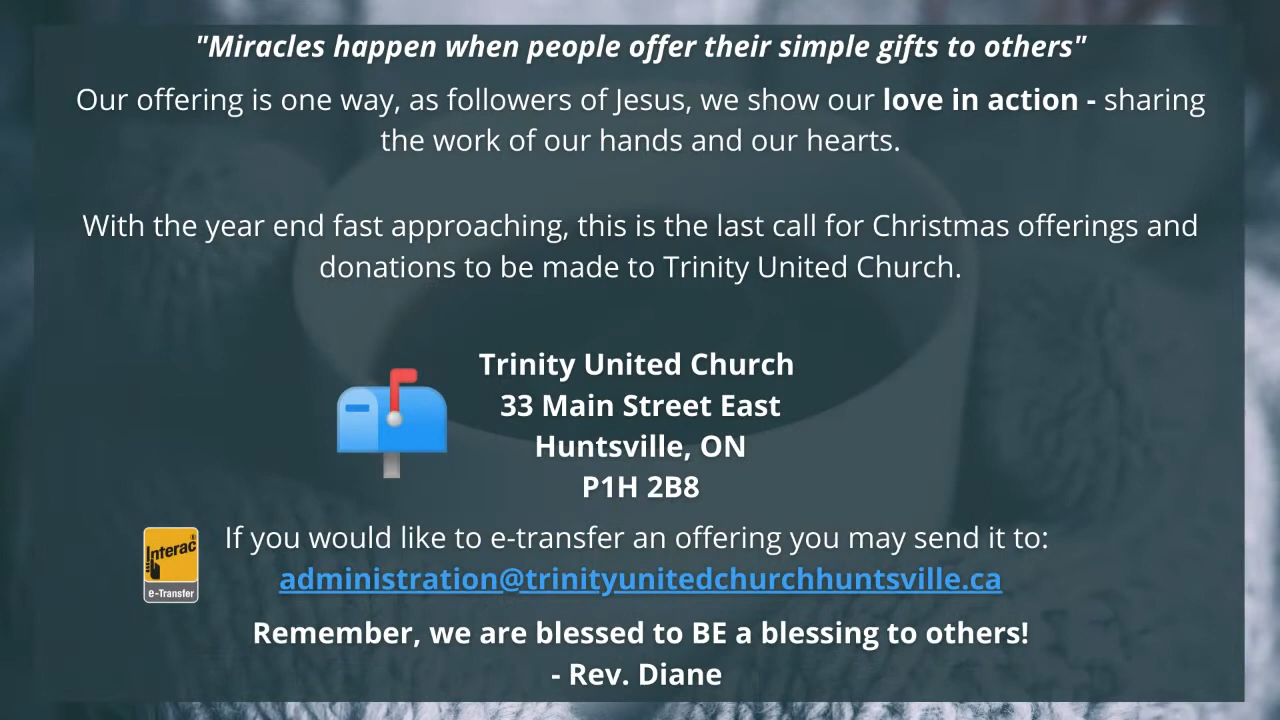 "Miracles happen when people offer their simple gifts to others"
Our offering is one way, as followers of Jesus, we show our love in action - sharing
the work of our hands and our hearts.
With the year end fast approaching, this is the last call for Christmas offerings and
donations to be made to Trinity United Church.
Trinity United Church
33 Main Street East
Huntsville, ON
P1H 2B8
If you would like to e-transfer an offering you may send it to:
Interac
e-Transfer
administration@trinityunitedchurchhuntsville.ca
Remember, we are blessed to BE a blessing to others!
- Rev. Diane